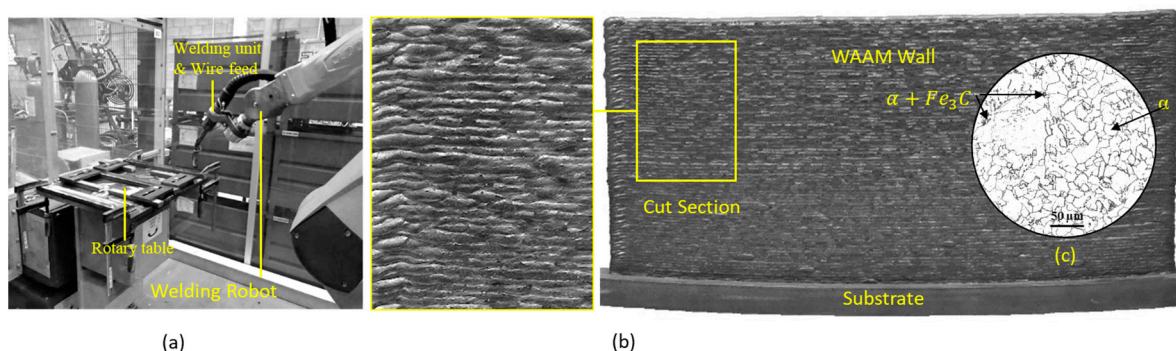 Welding unit
& Wire feed
Rotary table
Welding Robot
(a)
WAAM Wall
α + Fe₃C
α
Cut Section
50 µm
(c)
Substrate
(b)